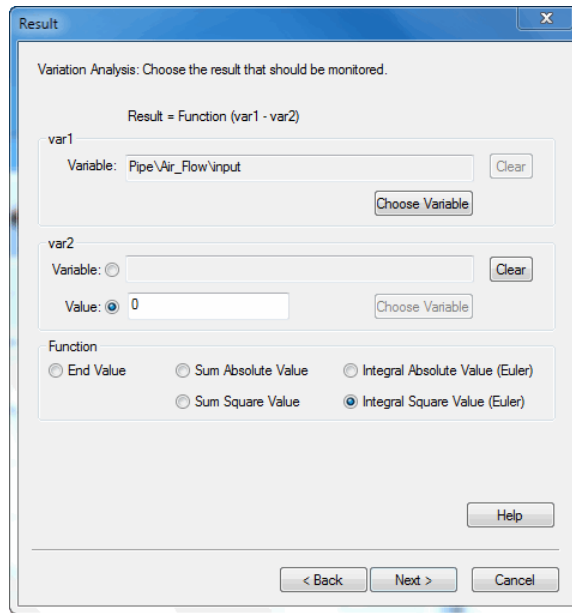 Result
Variation Analysis: Choose the result that should be monitored.
Result = Function (var1 - var2)
var1
Variable: Pipe\Air_Flow\input Clear
Choose Variable
var2
Variable: Clear
Value: 0 Choose Variable
Function
End Value Sum Absolute Value Integral Absolute Value (Euler)
Sum Square Value Integral Square Value (Euler)
Help
< Back Next > Cancel